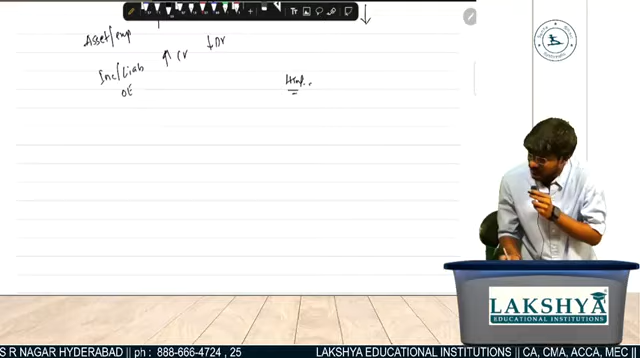 Tr
Asset/exp
↓ Dr
↑ Cr
Inc/Liab
OE
LAKSHYA
EDUCATIONAL INSTITUTIONS
S R NAGAR HYDERABAD || ph : 888-666-4724 , 25
LAKSHYA EDUCATIONAL INSTITUTIONS || CA, CMA, ACCA, MEC ||